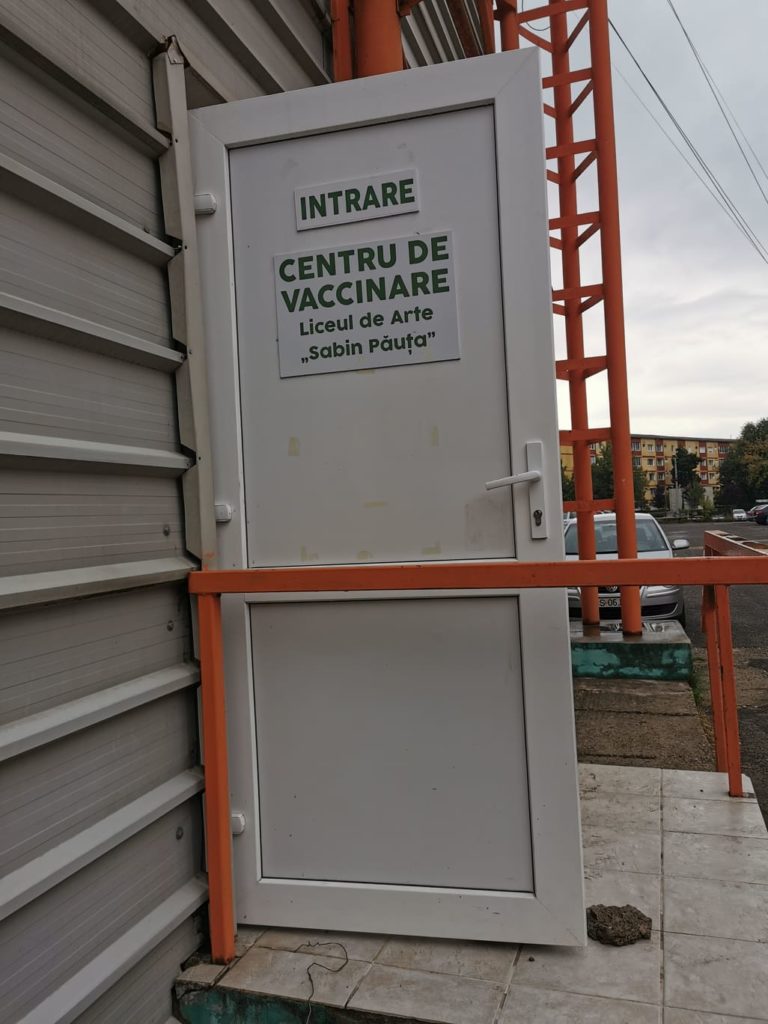 INTRARE
CENTRU DE
VACCINARE
Liceul de Arte
„Sabin Păuța”